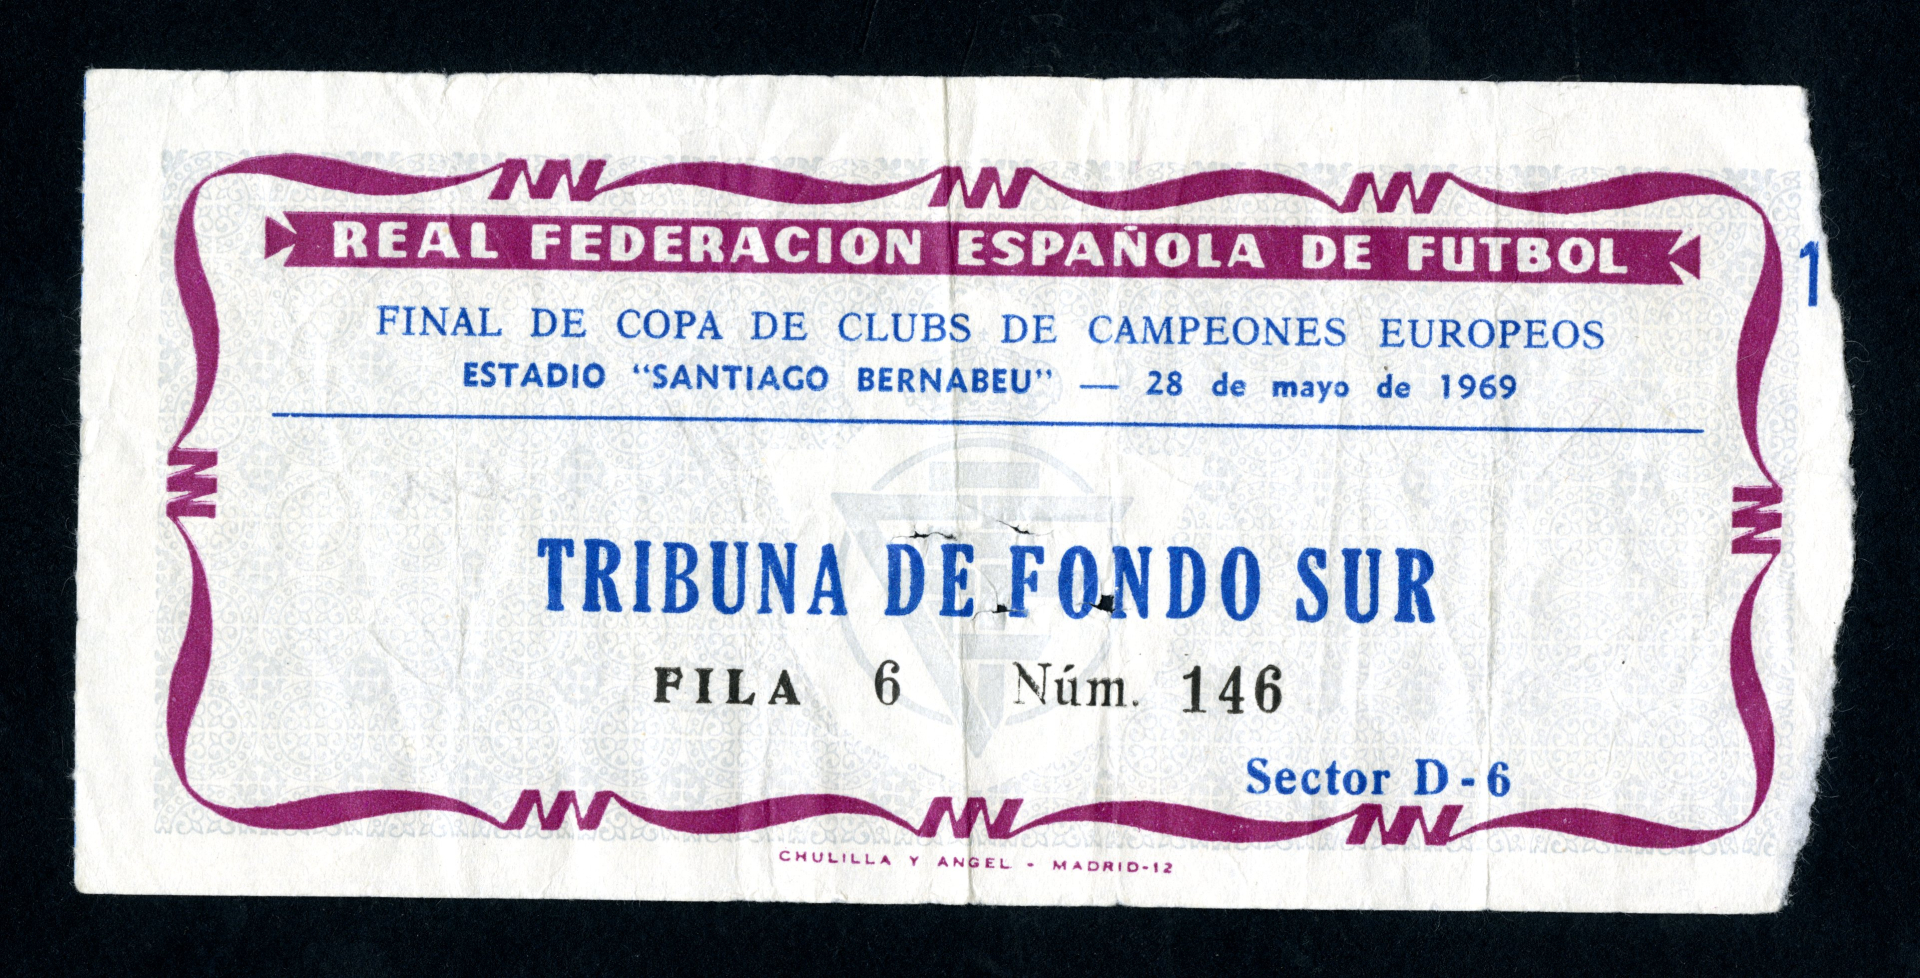 REAL FEDERACION ESPAÑOLA DE FUTBOL
FINAL DE COPA DE CLUBS DE CAMPEONES EUROPEOS
ESTADIO "SANTIAGO BERNABEU" — 28 de mayo de 1969
1
TRIBUNA DE FONDO SUR
FILA 6 Núm. 146
Sector D-6
CHULILLA Y ANGEL - MADRID-12